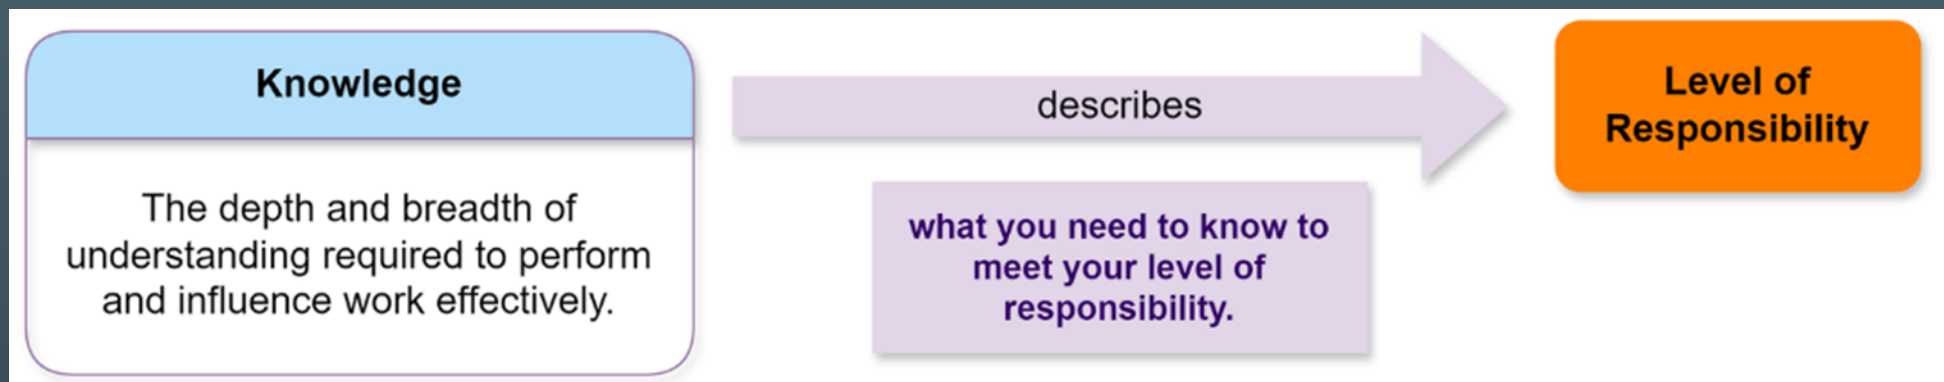 Knowledge
The depth and breadth of
understanding required to perform
and influence work effectively.
describes
what you need to know to
meet your level of
responsibility.
Level of
Responsibility